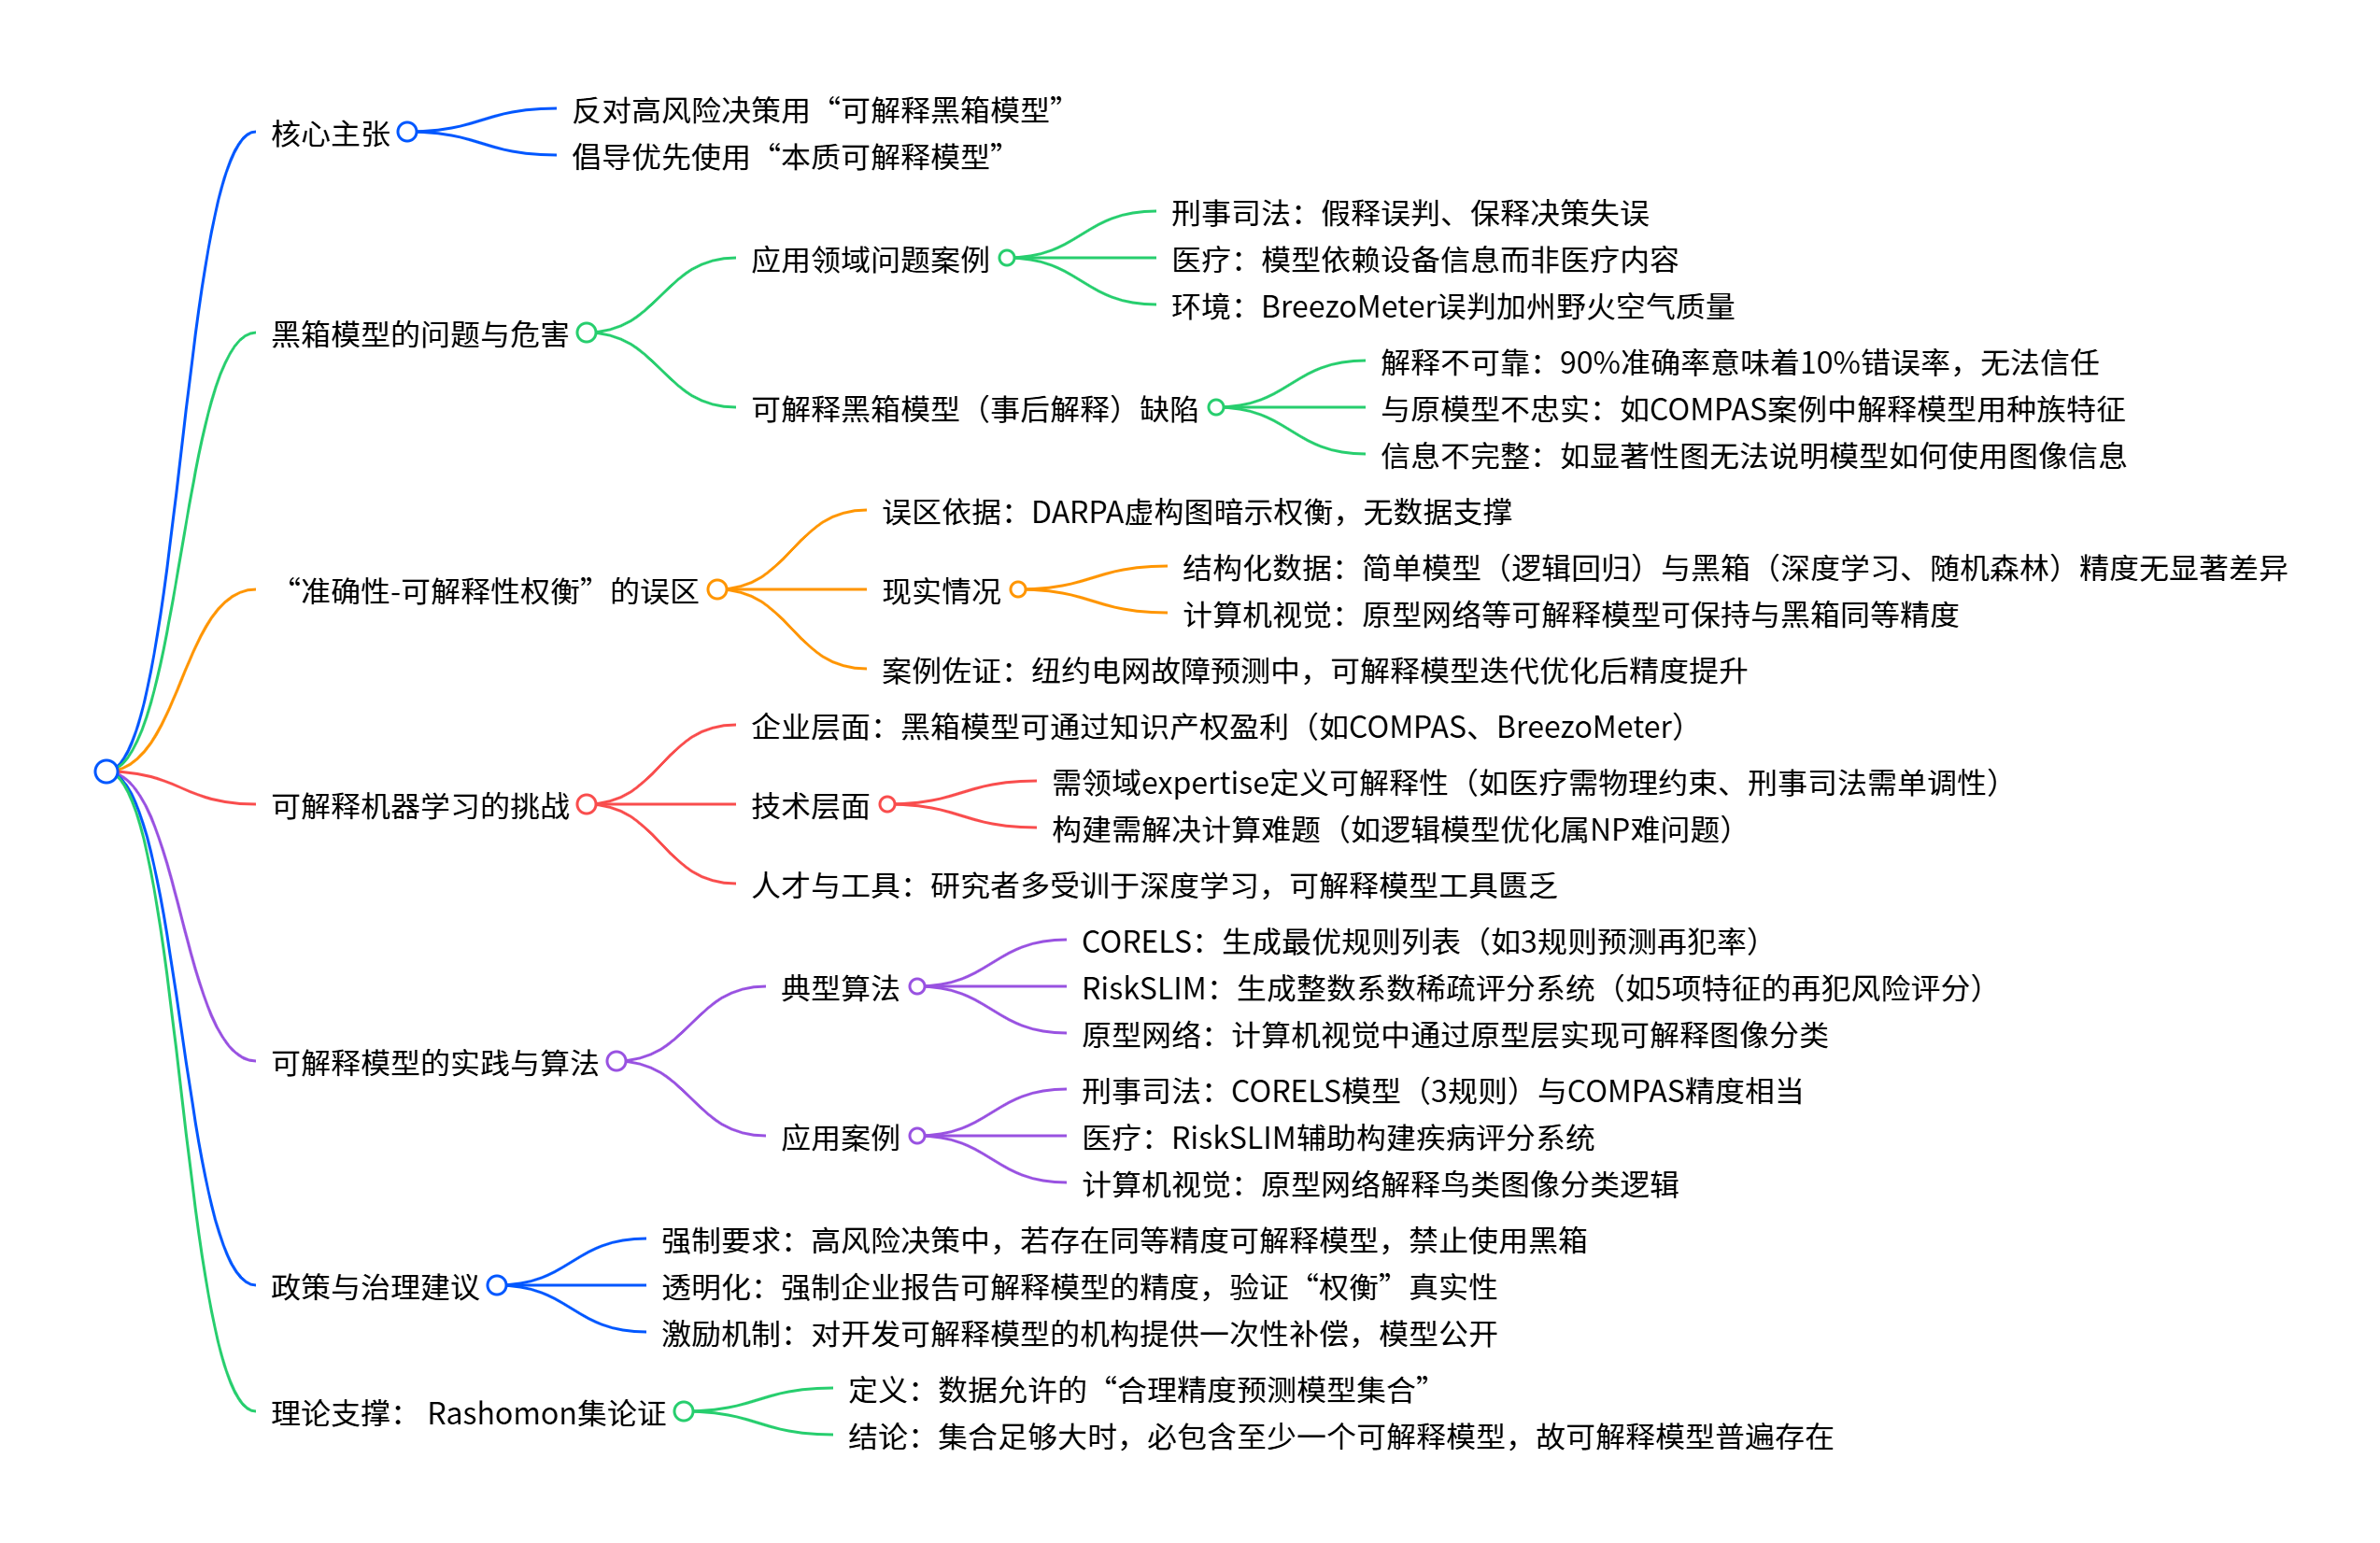 核心主张
反对高风险决策用“可解释黑箱模型”
倡导优先使用“本质可解释模型”
黑箱模型的问题与危害
应用领域问题案例
刑事司法：假释误判、保释决策失误
医疗：模型依赖设备信息而非医疗内容
环境：BreezoMeter误判加州野火空气质量
可解释黑箱模型（事后解释）缺陷
解释不可靠：90%准确率意味着10%错误率，无法信任
与原模型不忠实：如COMPAS案例中解释模型用种族特征
信息不完整：如显著性图无法说明模型如何使用图像信息
“准确性-可解释性权衡”的误区
误区依据：DARPA虚构图暗示权衡，无数据支撑
现实情况
结构化数据：简单模型（逻辑回归）与黑箱（深度学习、随机森林）精度无显著差异
计算机视觉：原型网络等可解释模型可保持与黑箱同等精度
案例佐证：纽约电网故障预测中，可解释模型迭代优化后精度提升
可解释机器学习的挑战
企业层面：黑箱模型可通过知识产权盈利（如COMPAS、BreezoMeter）
技术层面
需领域expertise定义可解释性（如医疗需物理约束、刑事司法需单调性）
构建需解决计算难题（如逻辑模型优化属NP难问题）
人才与工具：研究者多受训于深度学习，可解释模型工具匮乏
可解释模型的实践与算法
典型算法
CORELS：生成最优规则列表（如3规则预测再犯率）
RiskSLIM：生成整数系数稀疏评分系统（如5项特征的再犯风险评分）
原型网络：计算机视觉中通过原型层实现可解释图像分类
应用案例
刑事司法：CORELS模型（3规则）与COMPAS精度相当
医疗：RiskSLIM辅助构建疾病评分系统
计算机视觉：原型网络解释鸟类图像分类逻辑
政策与治理建议
强制要求：高风险决策中，若存在同等精度可解释模型，禁止使用黑箱
透明化：强制企业报告可解释模型的精度，验证“权衡”真实性
激励机制：对开发可解释模型的机构提供一次性补偿，模型公开
理论支撑： Rashomon集论证
定义：数据允许的“合理精度预测模型集合”
结论：集合足够大时，必包含至少一个可解释模型，故可解释模型普遍存在